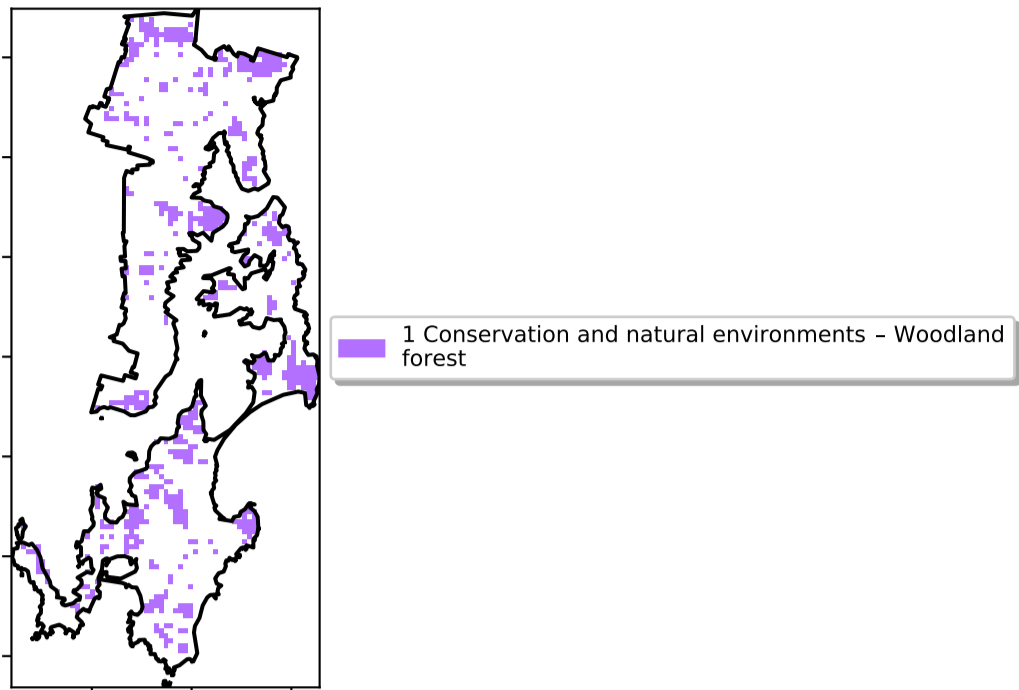 1 Conservation and natural environments – Woodland
forest